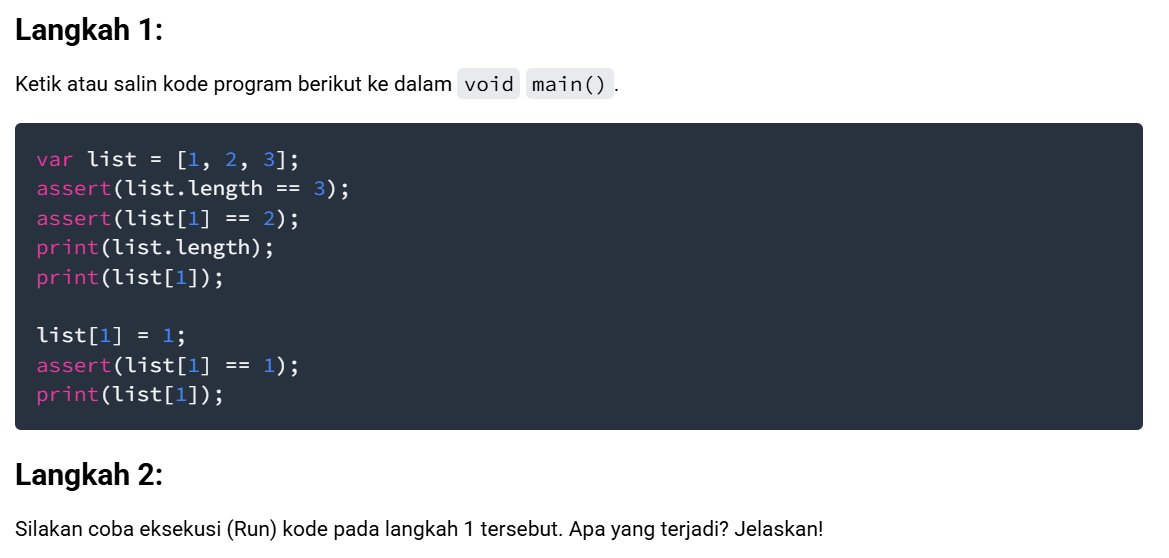 Langkah 1:
Ketik atau salin kode program berikut ke dalam void main().
var list = [1, 2, 3];
assert(list.length == 3);
assert(list[1] == 2);
print(list.length);
print(list[1]);
list[1] = 1;
assert(list[1] == 1);
print(list[1]);
Langkah 2:
Silakan coba eksekusi (Run) kode pada langkah 1 tersebut. Apa yang terjadi? Jelaskan!